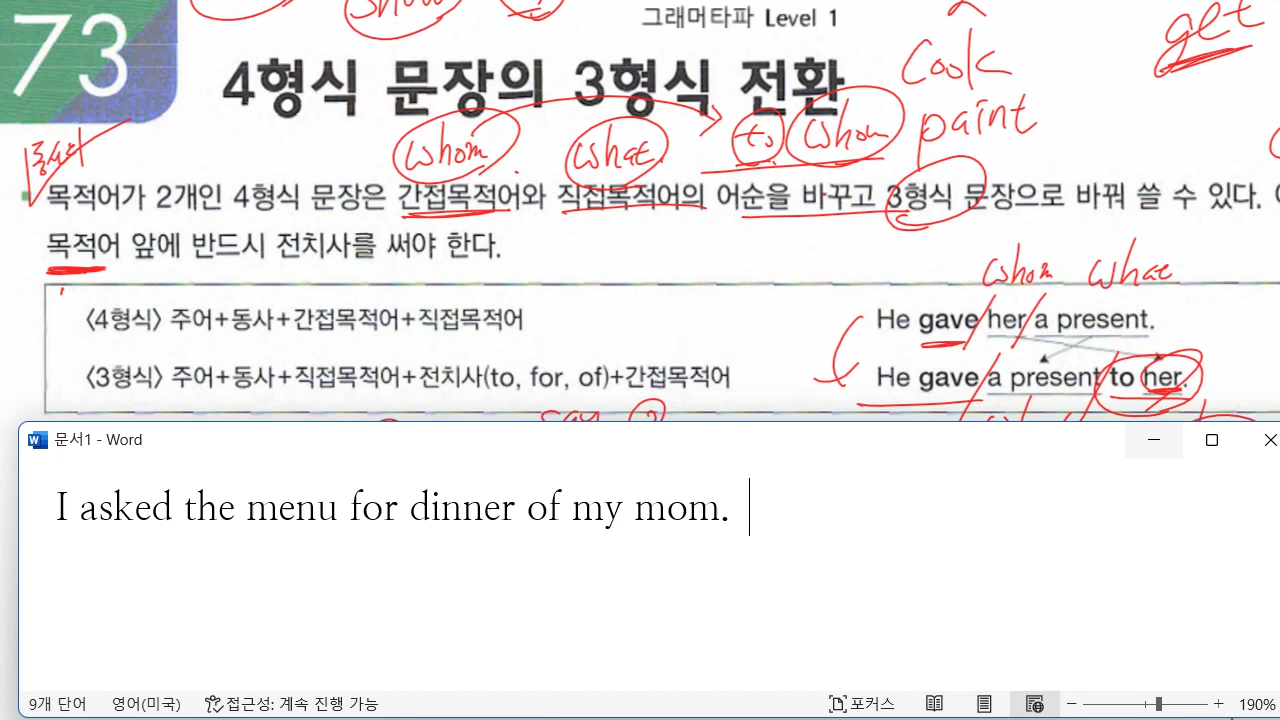 show
그래머타파 Level 1
get
73
4형식 문장의 3형식 전환
cook
paint
whom what to whom
목적어가 2개인 4형식 문장은 간접목적어와 직접목적어의 어순을 바꾸고 3형식 문장으로 바꿔 쓸 수 있다.
목적어 앞에 반드시 전치사를 써야 한다.
whom what
〈4형식〉 주어+동사+간접목적어+직접목적어 He gave her a present.
〈3형식〉 주어+동사+직접목적어+전치사(to, for, of)+간접목적어 He gave a present to her.
문서1 - Word
I asked the menu for dinner of my mom.
9개 단어 영어(미국) 접근성: 계속 진행 가능 포커스 190%